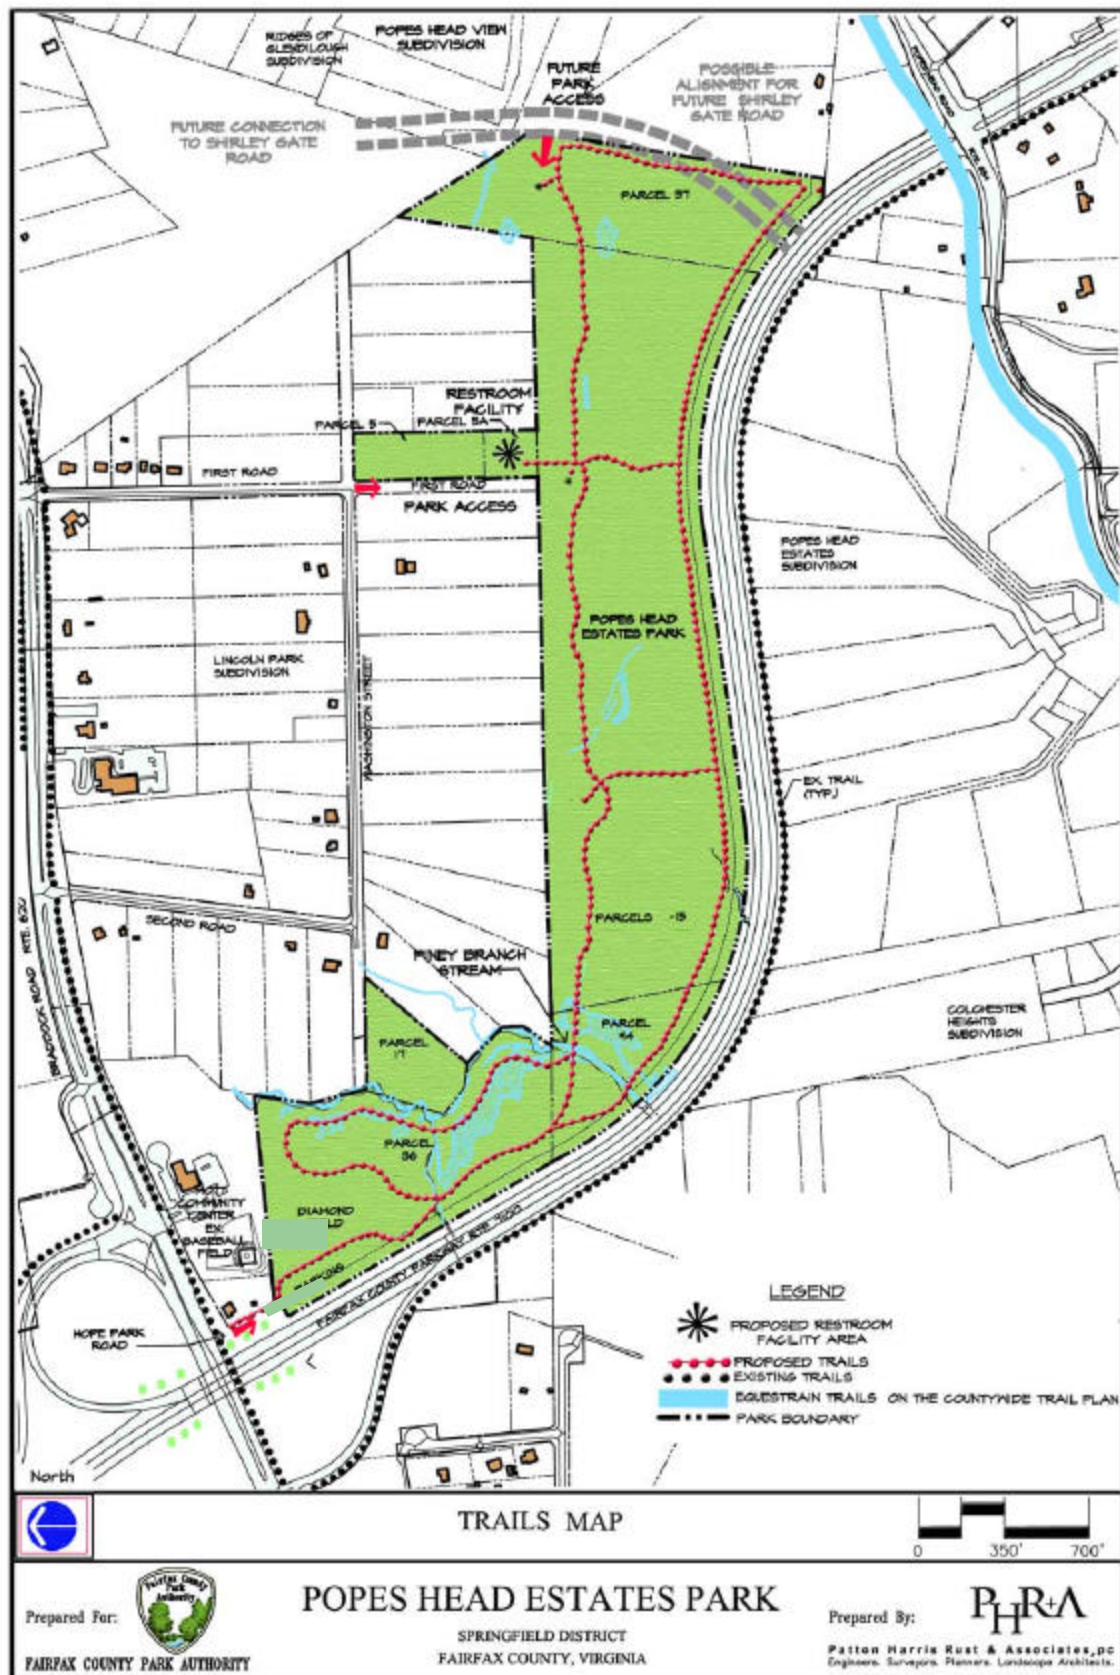 RIDGES OF
GLENDILOUGH
SUBDIVISION
POPES HEAD VIEW
SUBDIVISION
FUTURE
PARK
ACCESS
POSSIBLE
ALIGNMENT FOR
FUTURE SHIRLEY
GATE ROAD
FUTURE CONNECTION
TO SHIRLEY GATE
ROAD
PARCEL 37
RESTROOM
FACILITY
PARCEL 5
PARCEL 5A
FIRST ROAD
FIRST ROAD
PARK ACCESS
POPES HEAD
ESTATES
SUBDIVISION
POPES HEAD
ESTATES PARK
LINCOLN PARK
SUBDIVISION
WASHINGTON STREET
EX. TRAIL
(TYP.)
BRADDOCK ROAD RTE. 620
SECOND ROAD
PARCELS -15
PINEY BRANCH
STREAM
PARCEL
PARCEL
17
COLCHESTER
HEIGHTS
SUBDIVISION
PARCEL
36
COMMUNITY
CENTER
EX.
BASEBALL
FIELD
DIAMOND
FAIRFAX COUNTY PARKWAY RTE. 7100
HOPE PARK
ROAD
LEGEND
PROPOSED RESTROOM
FACILITY AREA
PROPOSED TRAILS
EXISTING TRAILS
EQUESTRAIN TRAILS ON THE COUNTYWIDE TRAIL PLAN
PARK BOUNDARY
North
TRAILS MAP
0 350' 700'
Prepared For:
Fairfax County
Park
Authority
FAIRFAX COUNTY PARK AUTHORITY
POPES HEAD ESTATES PARK
SPRINGFIELD DISTRICT
FAIRFAX COUNTY, VIRGINIA
Prepared By:
PHR+A
Patton Harris Rust & Associates, pc
Engineers. Surveyors. Planners. Landscape Architects.